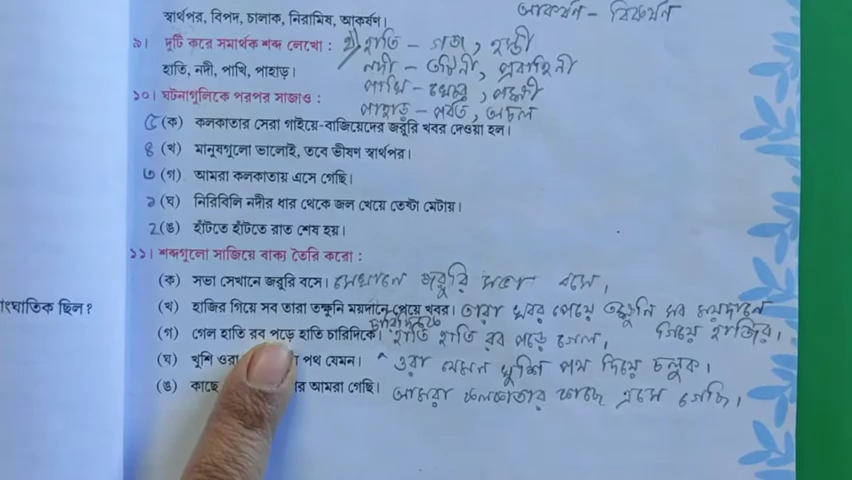 স্বার্থপর, বিপদ, চালাক, নিরামিষ, আকর্ষণ। আকর্ষণ - বিকর্ষণ
৯। দুটি করে সমার্থক শব্দ লেখো : হাতি - গজ, হস্তী
হাতি, নদী, পাখি, পাহাড়। নদী - তটিনী, প্রবাহিনী
পাখি - খেচর, পক্ষী
১০। ঘটনাগুলিকে পরপর সাজাও : পাহাড় - পর্বত, অচল
৫ (ক) কলকাতার সেরা গাইয়ে-বাজিয়েদের জরুরি খবর দেওয়া হল।
৪ (খ) মানুষগুলো ভালোই, তবে ভীষণ স্বার্থপর।
৩ (গ) আমরা কলকাতায় এসে গেছি।
১ (ঘ) নিরিবিলি নদীর ধার থেকে জল খেয়ে তেষ্টা মেটায়।
২ (ঙ) হাঁটতে হাঁটতে রাত শেষ হয়।
১১। শব্দগুলো সাজিয়ে বাক্য তৈরি করো :
(ক) সভা সেখানে জরুরি বসে। সেখানে জরুরি সভা বসে।
াংঘাতিক ছিল? (খ) হাজির গিয়ে সব তারা তক্ষুনি ময়দানে পেয়ে খবর। তারা খবর পেয়ে তক্ষুনি সব ময়দানে
গিয়ে হাজির।
(গ) গেল হাতি রব পড়ে হাতি চারিদিকে। চারিদিকে হাতি হাতি রব পড়ে গেল।
(ঘ) খুশি ওরা পথ যেমন। ওরা যেমন খুশি পথ দিয়ে চলুক।
(ঙ) কাছে র আমরা গেছি। আমরা কলকাতার কাছে এসে গেছি।